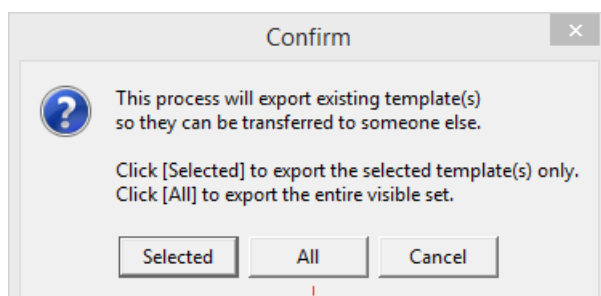 Confirm
This process will export existing template(s)
so they can be transferred to someone else.
Click [Selected] to export the selected template(s) only.
Click [All] to export the entire visible set.
Selected All Cancel